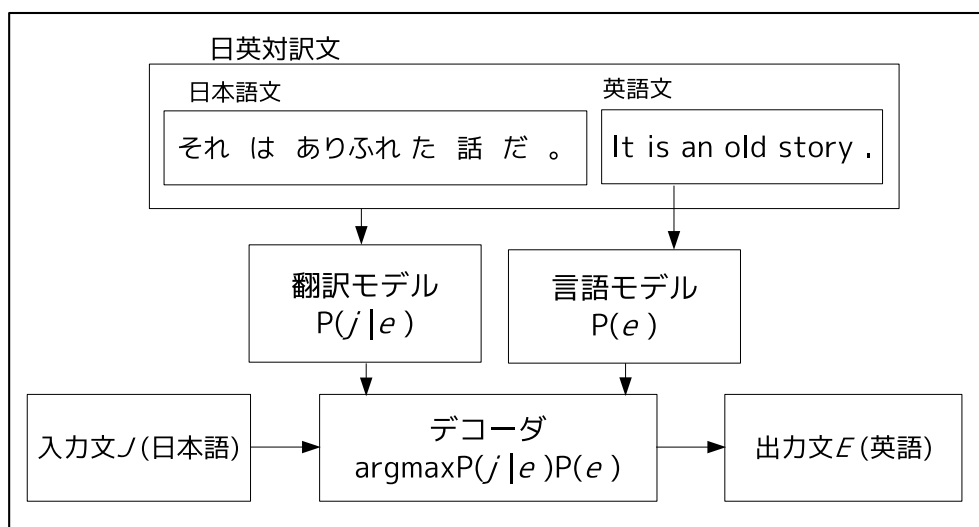 日英対訳文
日本語文
英語文
それ は ありふれ た 話 だ 。
It is an old story .
翻訳モデル
P(j|e)
言語モデル
P(e)
入力文J(日本語)
デコーダ
argmaxP(j|e)P(e)
出力文E(英語)